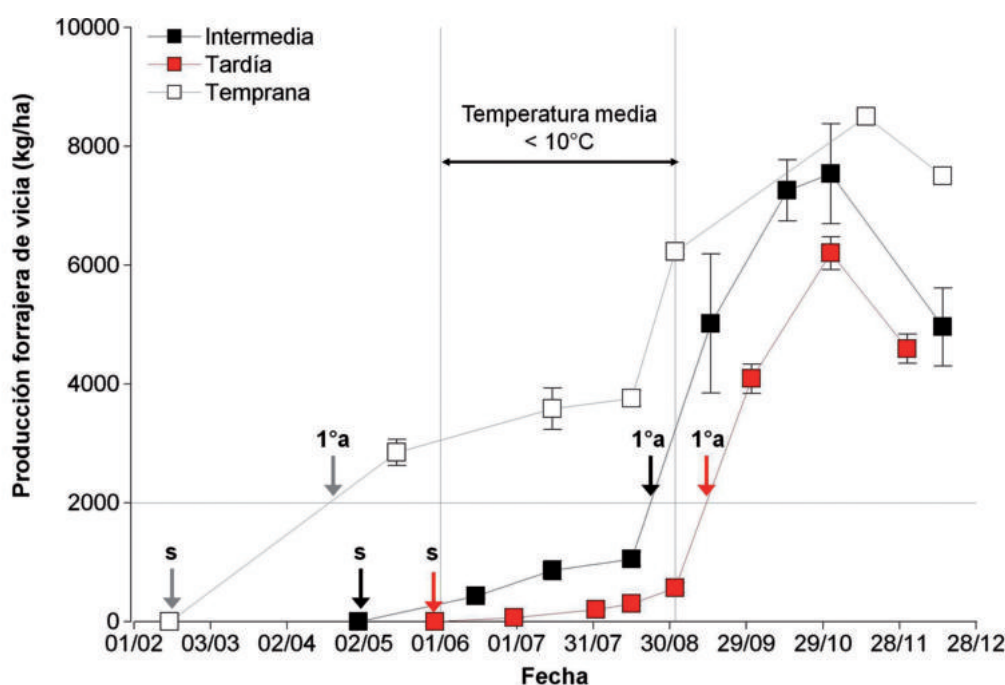 Producción forrajera de vicia (kg/ha)
10000
8000
6000
4000
2000
0
Intermedia
Tardía
Temprana
Temperatura media
< 10°C
1°a
1°a
1°a
s
s
s
01/02
03/03
02/04
02/05
01/06
01/07
31/07
30/08
29/09
29/10
28/11
28/12
Fecha